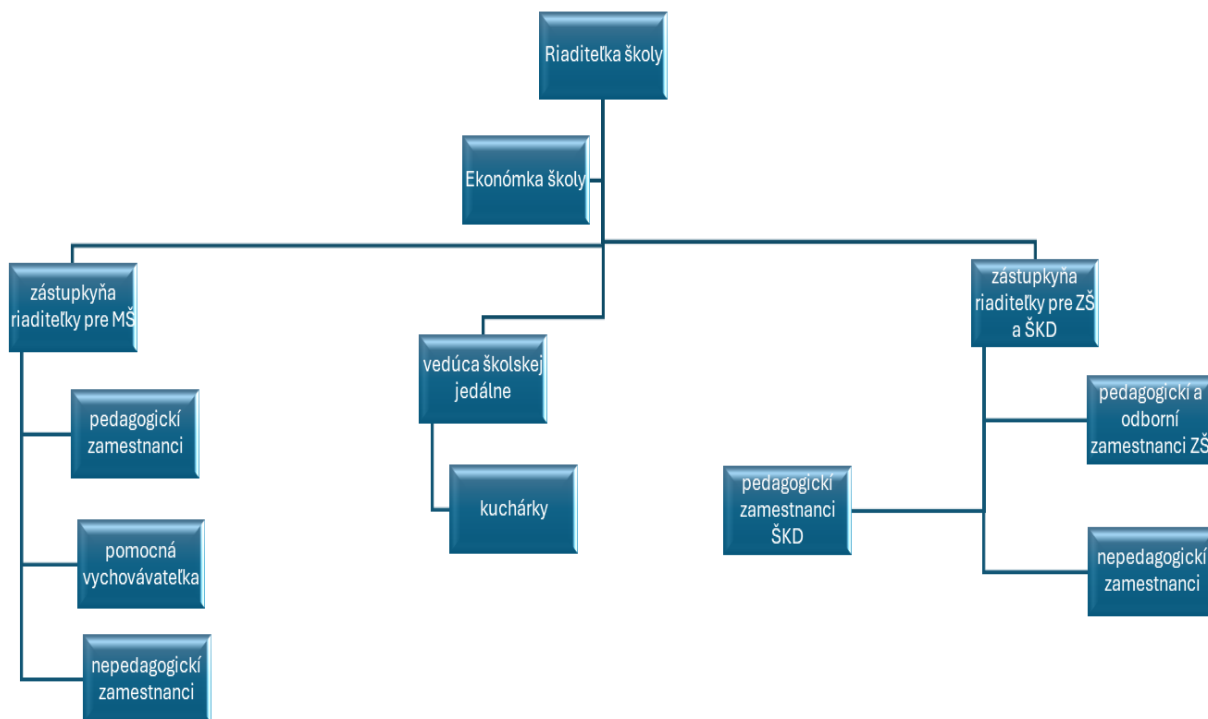 Riaditeľka školy
Ekonómka školy
zástupkyňa
riaditeľky pre MŠ
pedagogickí
zamestnanci
pomocná
vychovávateľka
nepedagogickí
zamestnanci
vedúca školskej
jedálne
kuchárky
zástupkyňa
riaditeľky pre ZŠ
a ŠKD
pedagogickí
zamestnanci
ŠKD
pedagogickí a
odborní
zamestnanci ZŠ
nepedagogickí
zamestnanci